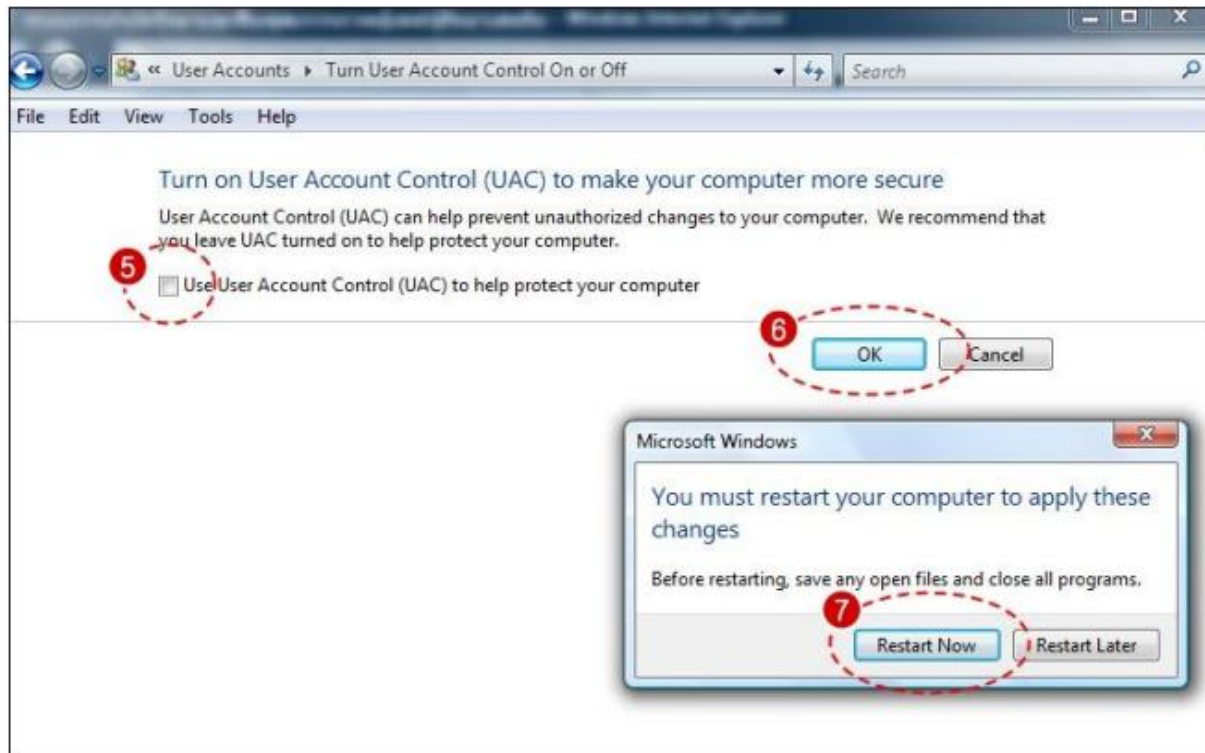 « User Accounts ▸ Turn User Account Control On or Off
Search
File Edit View Tools Help
Turn on User Account Control (UAC) to make your computer more secure
User Account Control (UAC) can help prevent unauthorized changes to your computer. We recommend that
you leave UAC turned on to help protect your computer.
5
Use User Account Control (UAC) to help protect your computer
6
OK Cancel
Microsoft Windows
You must restart your computer to apply these
changes
Before restarting, save any open files and close all programs.
7
Restart Now Restart Later